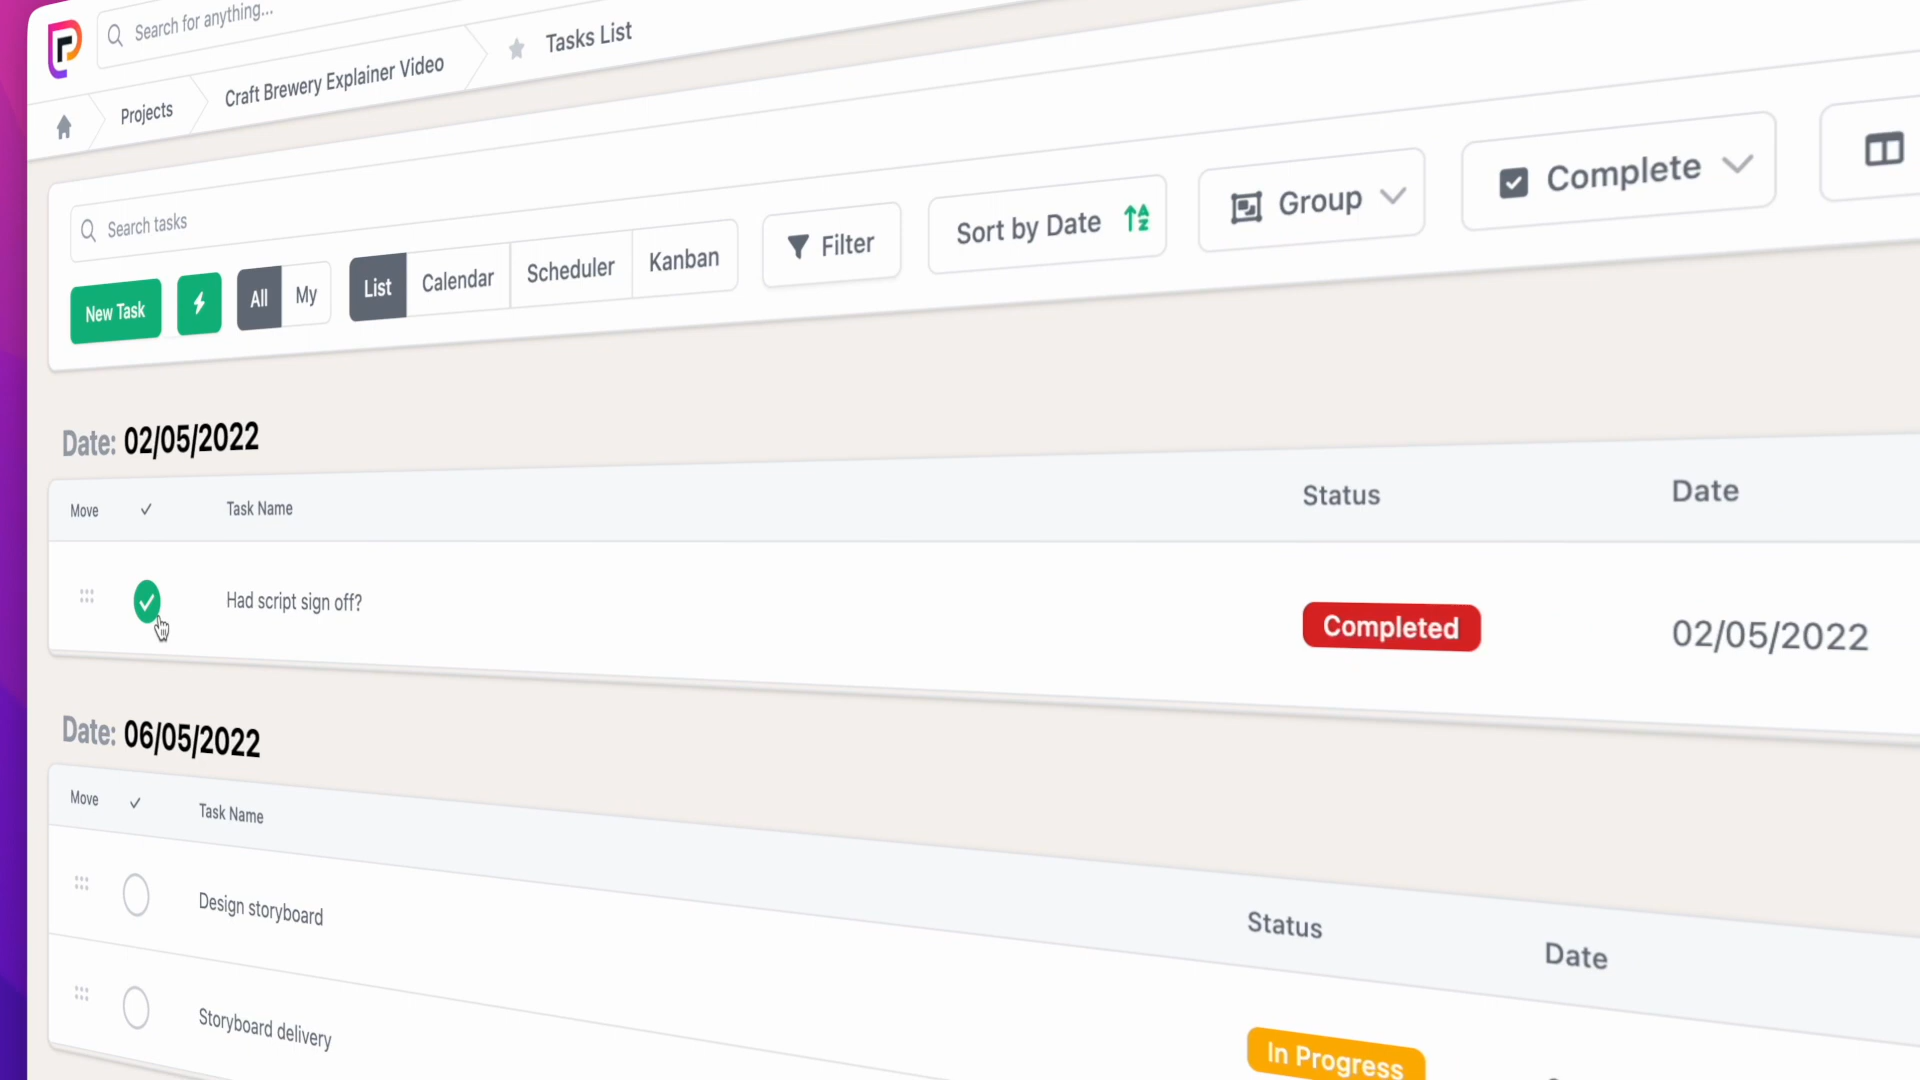 Search for anything...
Projects
Craft Brewery Explainer Video
Tasks List
Search tasks
New Task
All
My
List
Calendar
Scheduler
Kanban
Filter
Sort by Date
Group
Complete
Date: 02/05/2022
Move
Task Name
Status
Date
Had script sign off?
Completed
02/05/2022
Date: 06/05/2022
Move
Task Name
Status
Date
Design storyboard
In Progress
Storyboard delivery